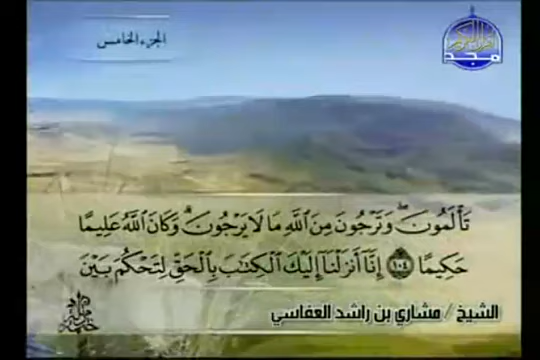 الجزء الخامس
مجد
تَأْلَمُونَ ۖ وَتَرْجُونَ مِنَ اللَّهِ مَا لَا يَرْجُونَ ۗ وَكَانَ اللَّهُ عَلِيمًا
حَكِيمًا ١٠٤ إِنَّا أَنزَلْنَا إِلَيْكَ الْكِتَابَ بِالْحَقِّ لِتَحْكُمَ بَيْنَ
الشيخ / مشاري بن راشد العفاسي